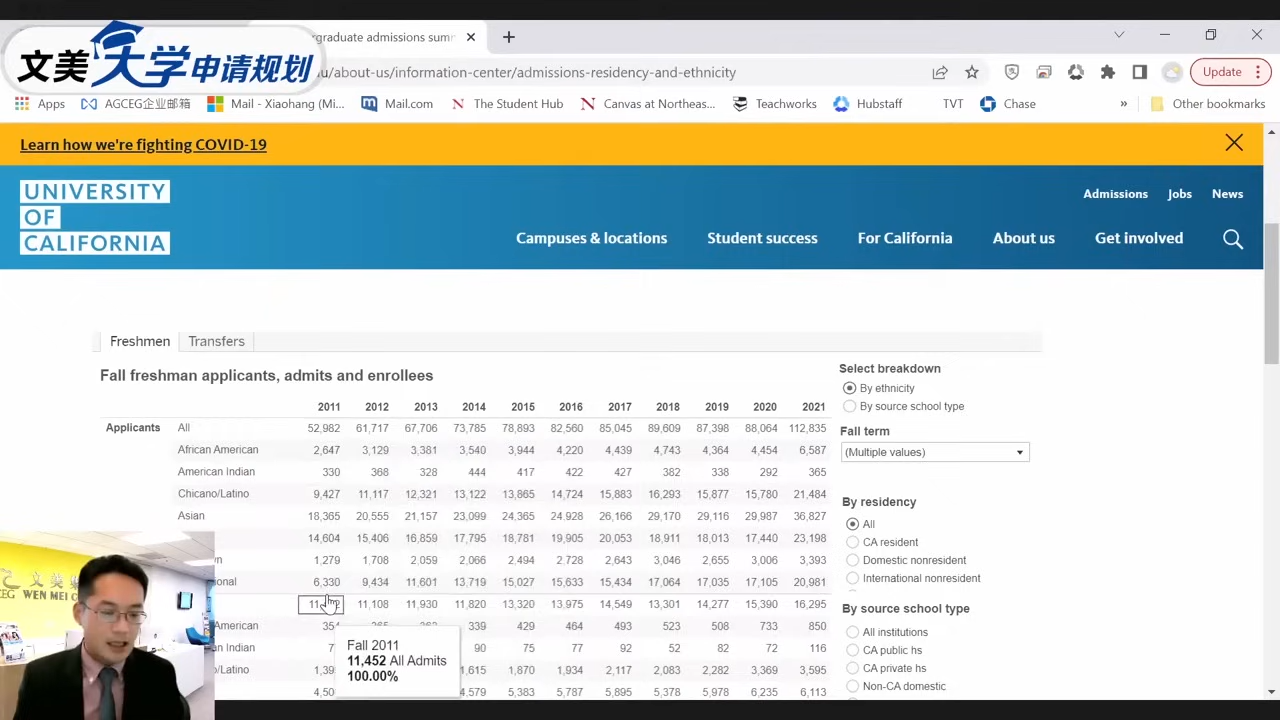 文美大学申请规划
rgraduate admissions sum
u/about-us/information-center/admissions-residency-and-ethnicity
Update
Apps
AGCEG企业邮箱
Mail - Xiaohang (Mi...
Mail.com
The Student Hub
Canvas at Northeas...
Teachworks
Hubstaff
TVT
Chase
»
Other bookmarks
Learn how we're fighting COVID-19
UNIVERSITY
OF
CALIFORNIA
Admissions Jobs News
Campuses & locations Student success For California About us Get involved
Freshmen Transfers
Fall freshman applicants, admits and enrollees
2011 2012 2013 2014 2015 2016 2017 2018 2019 2020 2021
Applicants All 52,982 61,717 67,706 73,785 78,893 82,560 85,045 89,609 87,398 88,064 112,835
African American 2,647 3,129 3,381 3,540 3,944 4,220 4,439 4,743 4,364 4,454 6,587
American Indian 330 368 328 444 417 422 427 382 338 292 365
Chicano/Latino 9,427 11,117 12,321 13,122 13,865 14,724 15,883 16,293 15,877 15,780 21,484
Asian 18,365 20,555 21,157 23,099 24,365 24,928 26,166 29,170 29,116 29,987 36,827
14,604 15,406 16,859 17,795 18,781 19,905 20,053 18,911 18,013 17,440 23,198
wn 1,279 1,708 2,059 2,066 2,494 2,728 2,643 3,046 2,655 3,006 3,393
ional 6,330 9,434 11,601 13,719 15,027 15,633 15,434 17,064 17,035 17,105 20,981
11,108 11,930 11,820 13,320 13,975 14,549 13,301 14,277 15,390 16,295
merican 339 429 464 493 523 508 733 850
n Indian 90 75 77 92 52 82 72 116
/Latino 1,615 1,870 1,934 2,117 2,083 2,282 3,369 3,595
4,579 5,383 5,787 5,895 5,378 5,978 6,235 6,113
Fall 2011
11,452 All Admits
100.00%
Select breakdown
By ethnicity
By source school type
Fall term
(Multiple values)
By residency
All
CA resident
Domestic nonresident
International nonresident
By source school type
All institutions
CA public hs
CA private hs
Non-CA domestic
文美
CEG WEN MEI